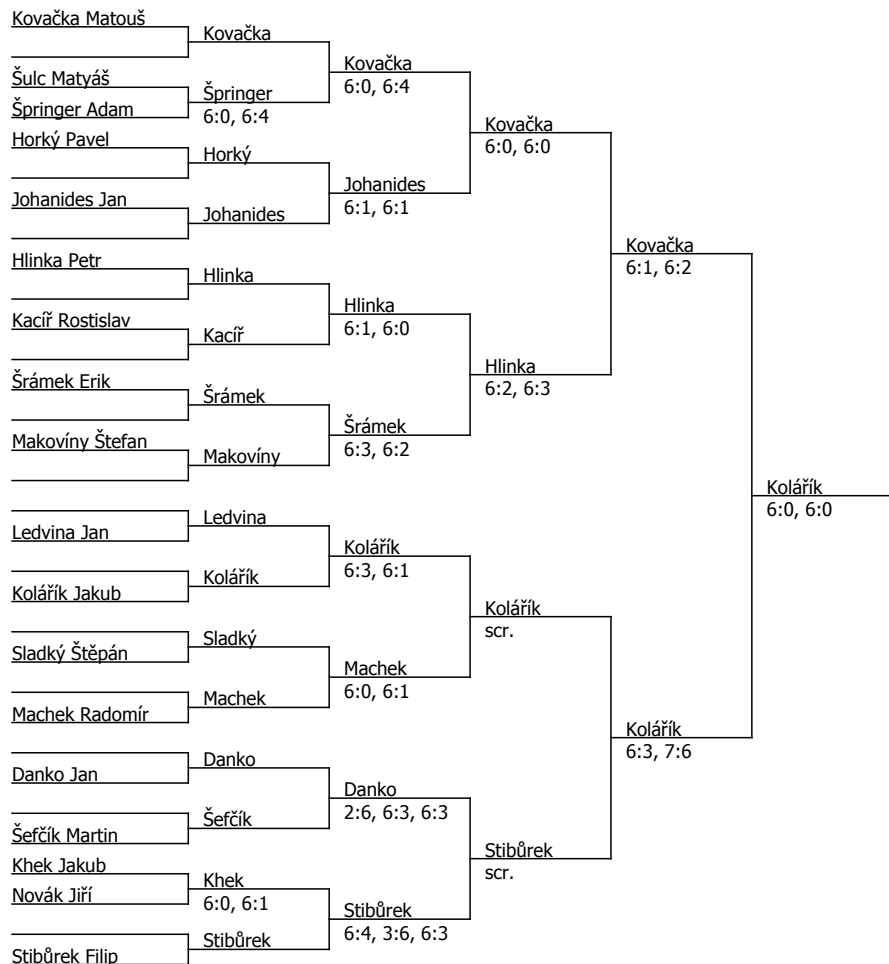 Kovačka Matouš
Kovačka
Kovačka
6:0, 6:4
Šulc Matyáš
Špringer
6:0, 6:4
Špringer Adam
Kovačka
6:0, 6:0
Horký Pavel
Horký
Johanides
6:1, 6:1
Johanides Jan
Johanides
Kovačka
6:1, 6:2
Hlinka Petr
Hlinka
Hlinka
6:1, 6:0
Kacíř Rostislav
Kacíř
Hlinka
6:2, 6:3
Šrámek Erik
Šrámek
Šrámek
6:3, 6:2
Makovíny Štefan
Makovíny
Kolářík
6:0, 6:0
Ledvina Jan
Ledvina
Kolářík
6:3, 6:1
Kolářík Jakub
Kolářík
Kolářík
scr.
Sladký Štěpán
Sladký
Machek
6:0, 6:1
Machek Radomír
Machek
Kolářík
6:3, 7:6
Danko Jan
Danko
Danko
2:6, 6:3, 6:3
Šefčík Martin
Šefčík
Stibůrek
scr.
Khek Jakub
Khek
6:0, 6:1
Novák Jiří
Stibůrek
6:4, 3:6, 6:3
Stibůrek Filip
Stibůrek